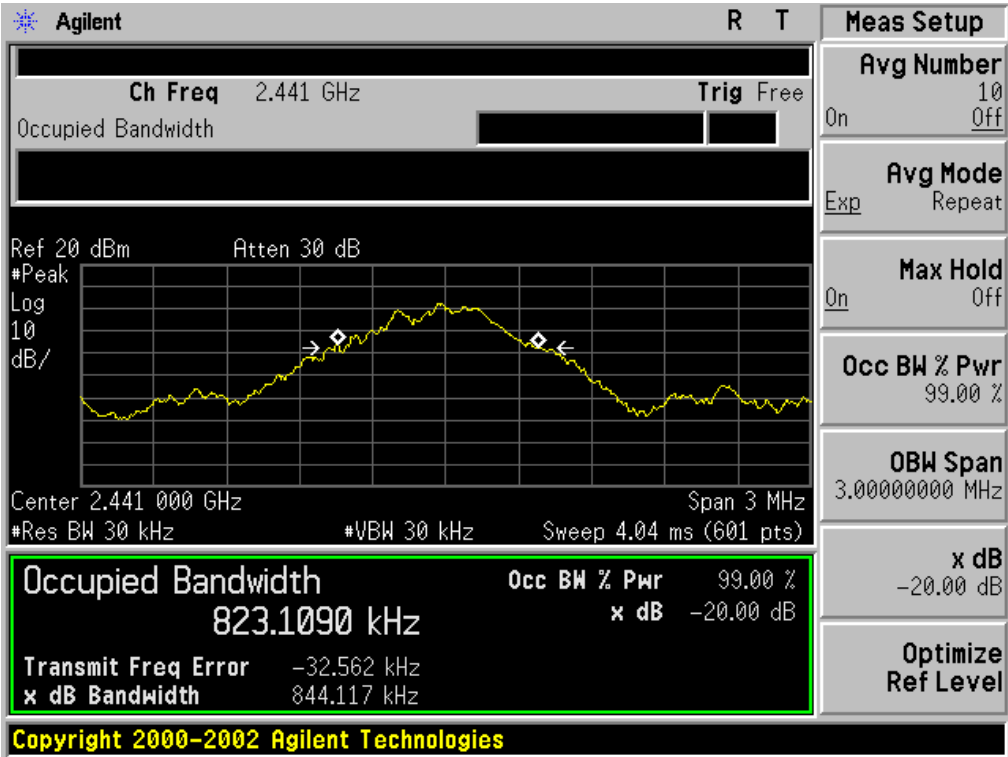 Agilent R T
Ch Freq 2.441 GHz Trig Free
Occupied Bandwidth
Ref 20 dBm Atten 30 dB
#Peak
Log
10
dB/
Center 2.441 000 GHz Span 3 MHz
#Res BW 30 kHz #VBW 30 kHz Sweep 4.04 ms (601 pts)
Occupied Bandwidth Occ BW % Pwr 99.00 %
823.1090 kHz x dB -20.00 dB
Transmit Freq Error -32.562 kHz
x dB Bandwidth 844.117 kHz
Copyright 2000-2002 Agilent Technologies
Meas Setup
Avg Number
10
On Off
Avg Mode
Exp Repeat
Max Hold
On Off
Occ BW % Pwr
99.00 %
OBW Span
3.00000000 MHz
x dB
-20.00 dB
Optimize
Ref Level